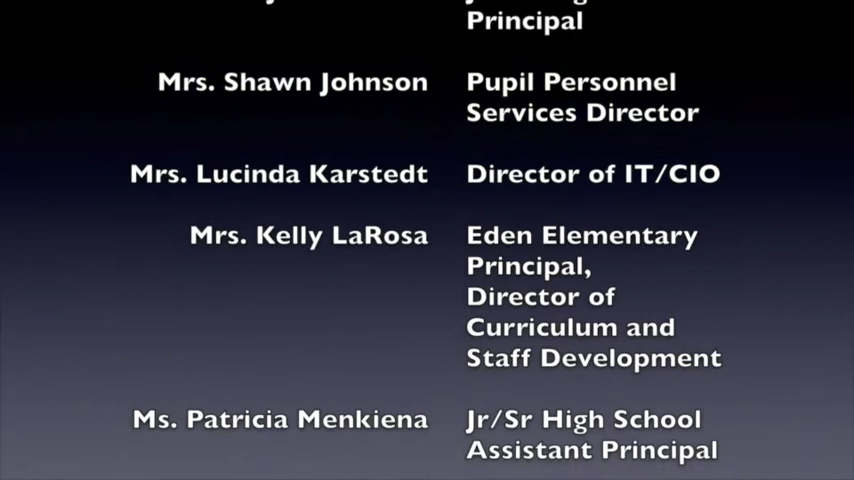 Principal
Mrs. Shawn Johnson Pupil Personnel
Services Director
Mrs. Lucinda Karstedt Director of IT/CIO
Mrs. Kelly LaRosa Eden Elementary
Principal,
Director of
Curriculum and
Staff Development
Ms. Patricia Menkiena Jr/Sr High School
Assistant Principal